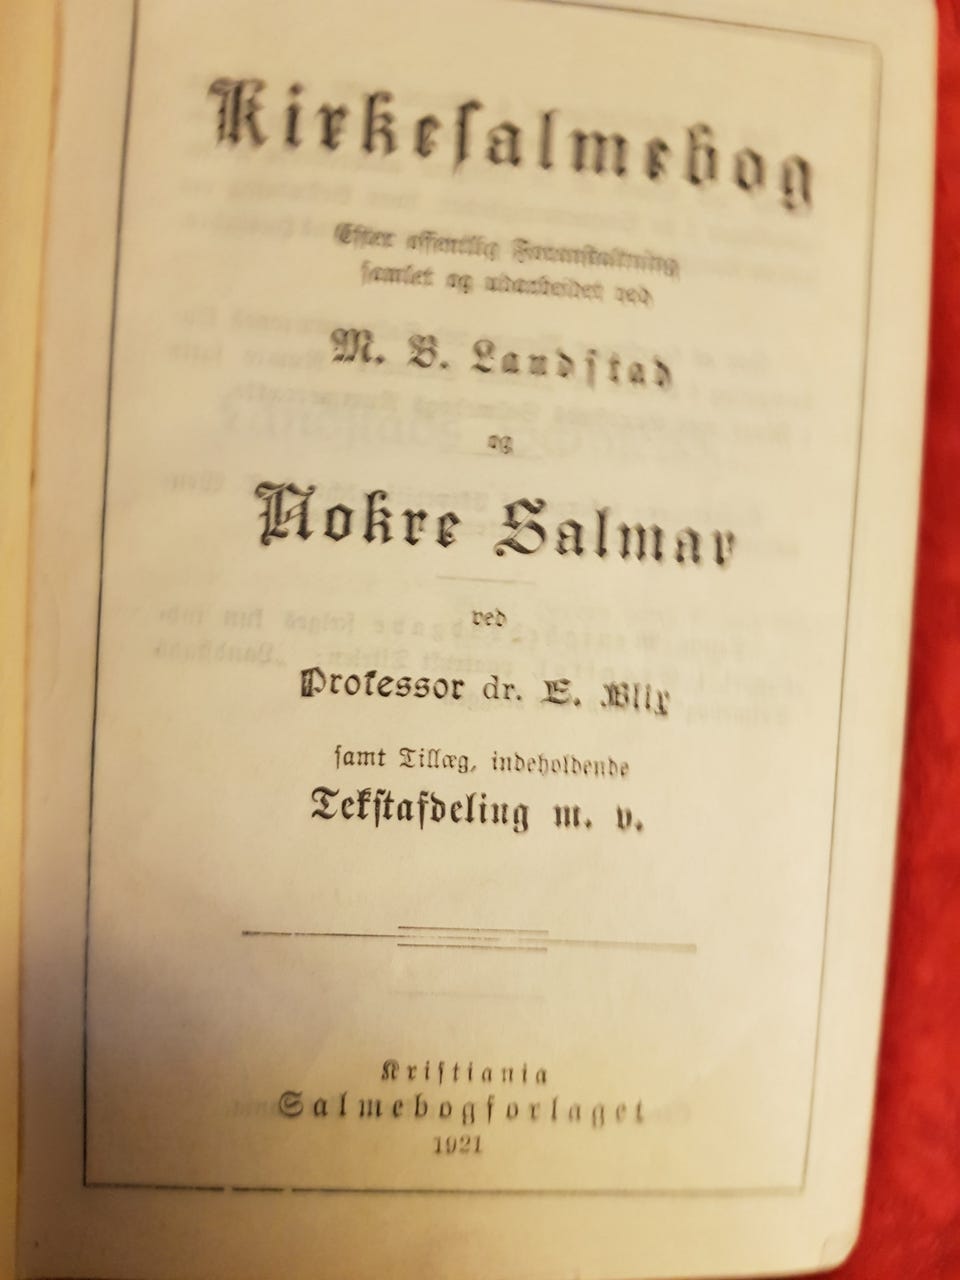 Kirkesalmebog
Efter offentlig Foranstaltning
samlet og udarbeidet ved
M. B. Landstad
og
Nokre Salmar
ved
Professor dr. E. Blix
samt Tillæg, indeholdende
Tekstafdeling m. v.
Kristiania
Salmebogforlaget
1921